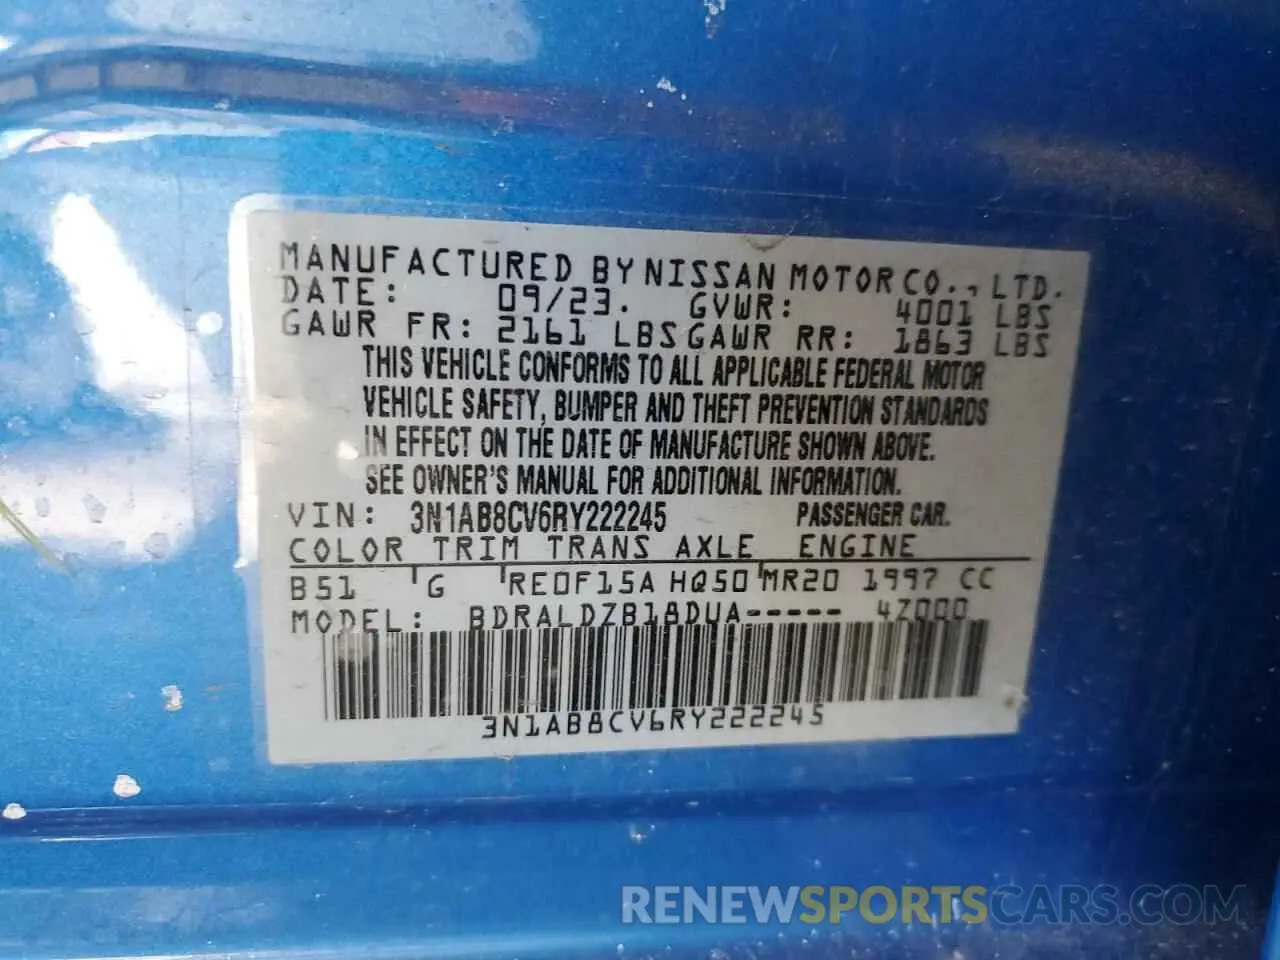 MANUFACTURED BY NISSAN MOTOR CO., LTD.
DATE: 09/23. GVWR: 4001 LBS
GAWR FR: 2161 LBS GAWR RR: 1863 LBS
THIS VEHICLE CONFORMS TO ALL APPLICABLE FEDERAL MOTOR
VEHICLE SAFETY, BUMPER AND THEFT PREVENTION STANDARDS
IN EFFECT ON THE DATE OF MANUFACTURE SHOWN ABOVE.
SEE OWNER'S MANUAL FOR ADDITIONAL INFORMATION.
VIN: 3N1AB8CV6RY222245 PASSENGER CAR.
COLOR TRIM TRANS AXLE ENGINE
B51 G RE0F15A HQ50 MR20 1997 CC
MODEL: BDRALDZB18DUA----- 4Z000
3N1AB8CV6RY222245
RENEWSPORTSCARS.COM